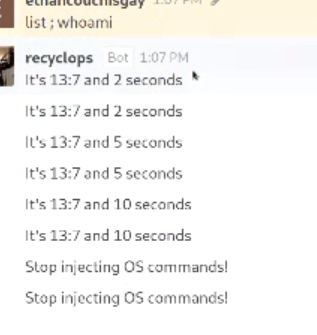 ethancouchisgay 1:07 PM
list ; whoami
recyclops Bot 1:07 PM
It's 13:7 and 2 seconds
It's 13:7 and 2 seconds
It's 13:7 and 5 seconds
It's 13:7 and 5 seconds
It's 13:7 and 10 seconds
It's 13:7 and 10 seconds
Stop injecting OS commands!
Stop injecting OS commands!